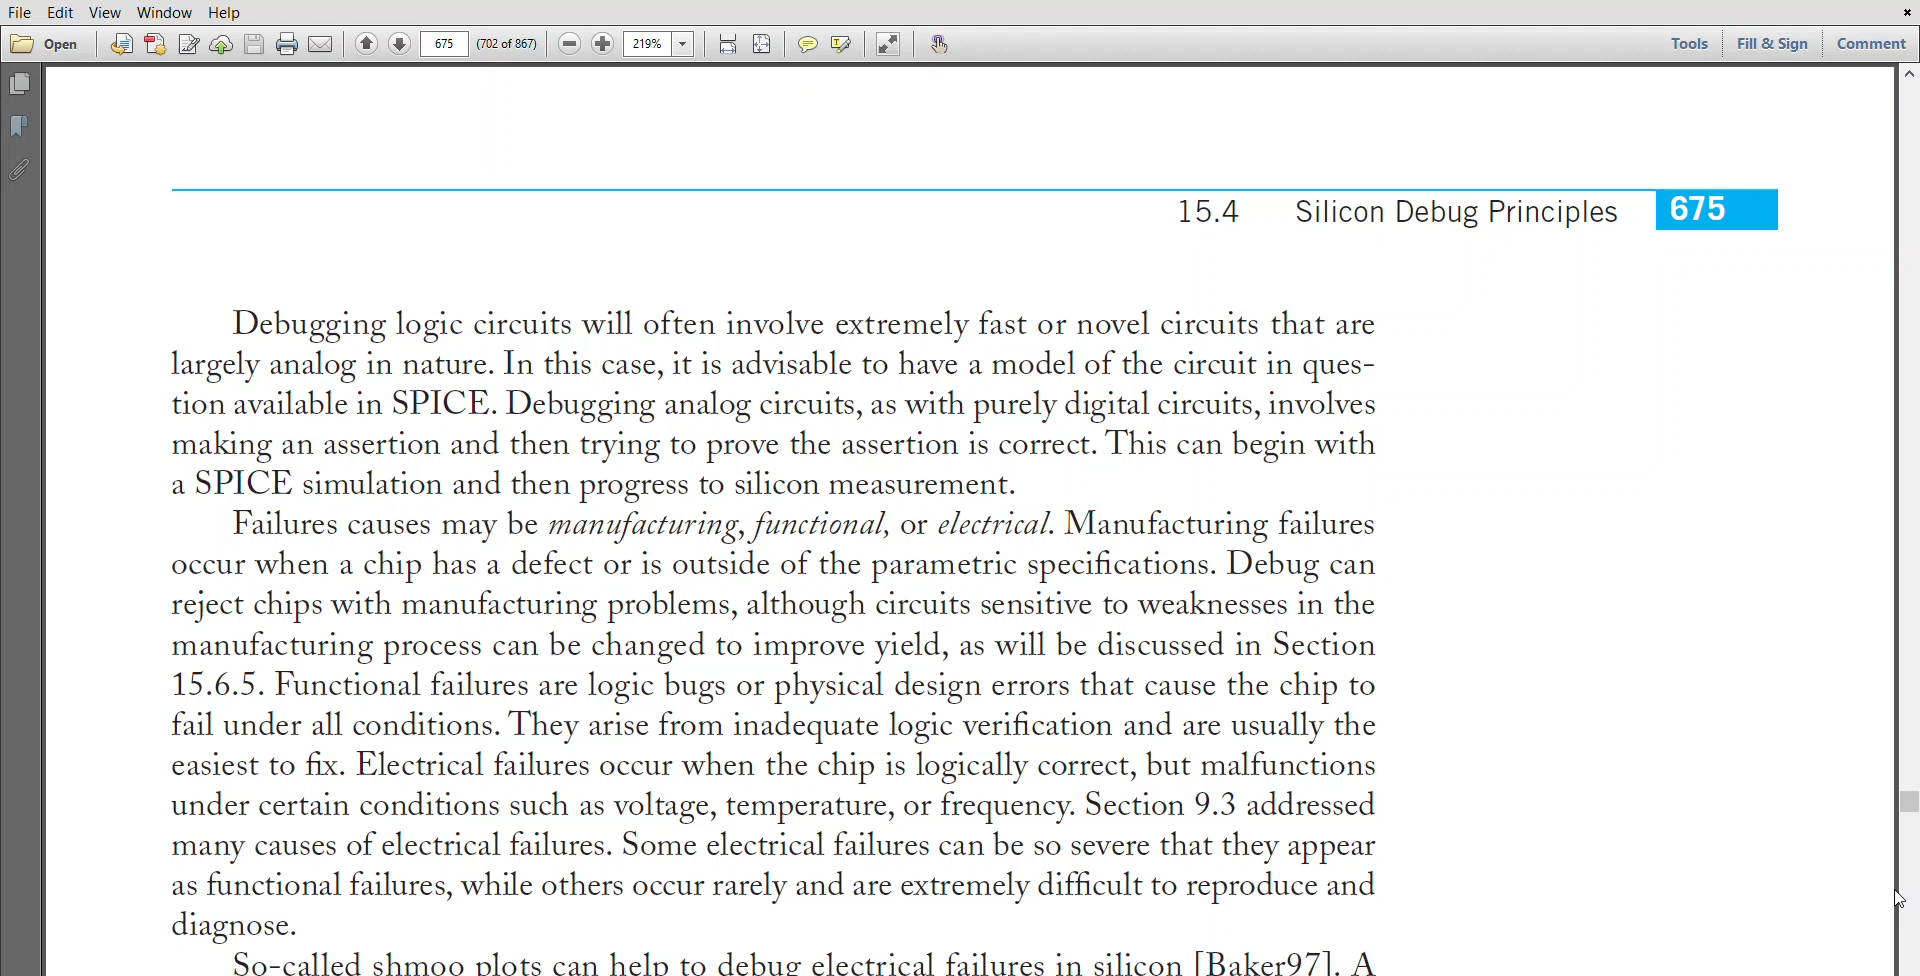 File Edit View Window Help
Open 675 (702 of 867) 219% Tools Fill & Sign Comment
15.4 Silicon Debug Principles 675
Debugging logic circuits will often involve extremely fast or novel circuits that are
largely analog in nature. In this case, it is advisable to have a model of the circuit in ques-
tion available in SPICE. Debugging analog circuits, as with purely digital circuits, involves
making an assertion and then trying to prove the assertion is correct. This can begin with
a SPICE simulation and then progress to silicon measurement.
Failures causes may be manufacturing, functional, or electrical. Manufacturing failures
occur when a chip has a defect or is outside of the parametric specifications. Debug can
reject chips with manufacturing problems, although circuits sensitive to weaknesses in the
manufacturing process can be changed to improve yield, as will be discussed in Section
15.6.5. Functional failures are logic bugs or physical design errors that cause the chip to
fail under all conditions. They arise from inadequate logic verification and are usually the
easiest to fix. Electrical failures occur when the chip is logically correct, but malfunctions
under certain conditions such as voltage, temperature, or frequency. Section 9.3 addressed
many causes of electrical failures. Some electrical failures can be so severe that they appear
as functional failures, while others occur rarely and are extremely difficult to reproduce and
diagnose.
So-called shmoo plots can help to debug electrical failures in silicon [Baker97]. A